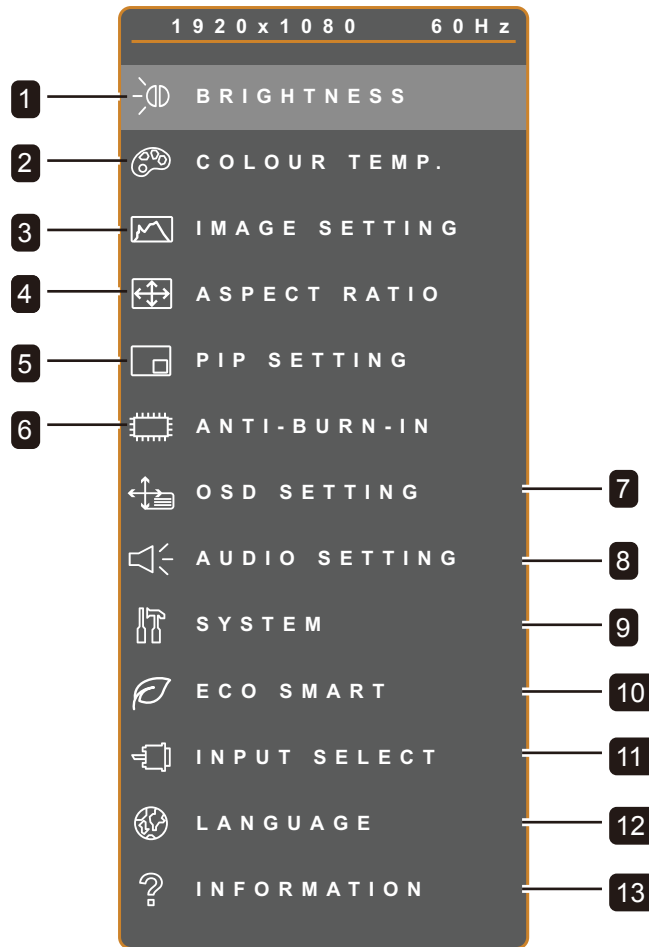 1920x1080 60Hz
1 BRIGHTNESS
2 COLOUR TEMP.
3 IMAGE SETTING
4 ASPECT RATIO
5 PIP SETTING
6 ANTI-BURN-IN
OSD SETTING 7
AUDIO SETTING 8
SYSTEM 9
ECO SMART 10
INPUT SELECT 11
LANGUAGE 12
INFORMATION 13